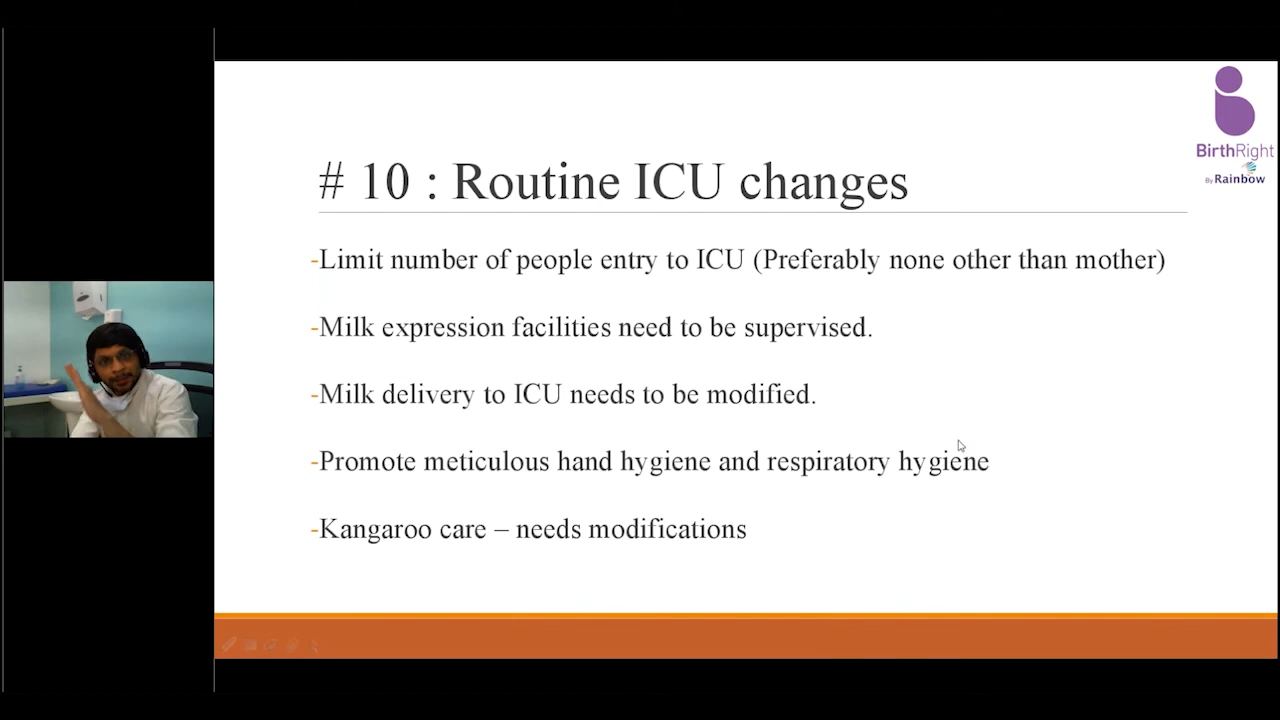 BirthRight
By Rainbow
# 10 : Routine ICU changes
-Limit number of people entry to ICU (Preferably none other than mother)
-Milk expression facilities need to be supervised.
-Milk delivery to ICU needs to be modified.
-Promote meticulous hand hygiene and respiratory hygiene
-Kangaroo care – needs modifications